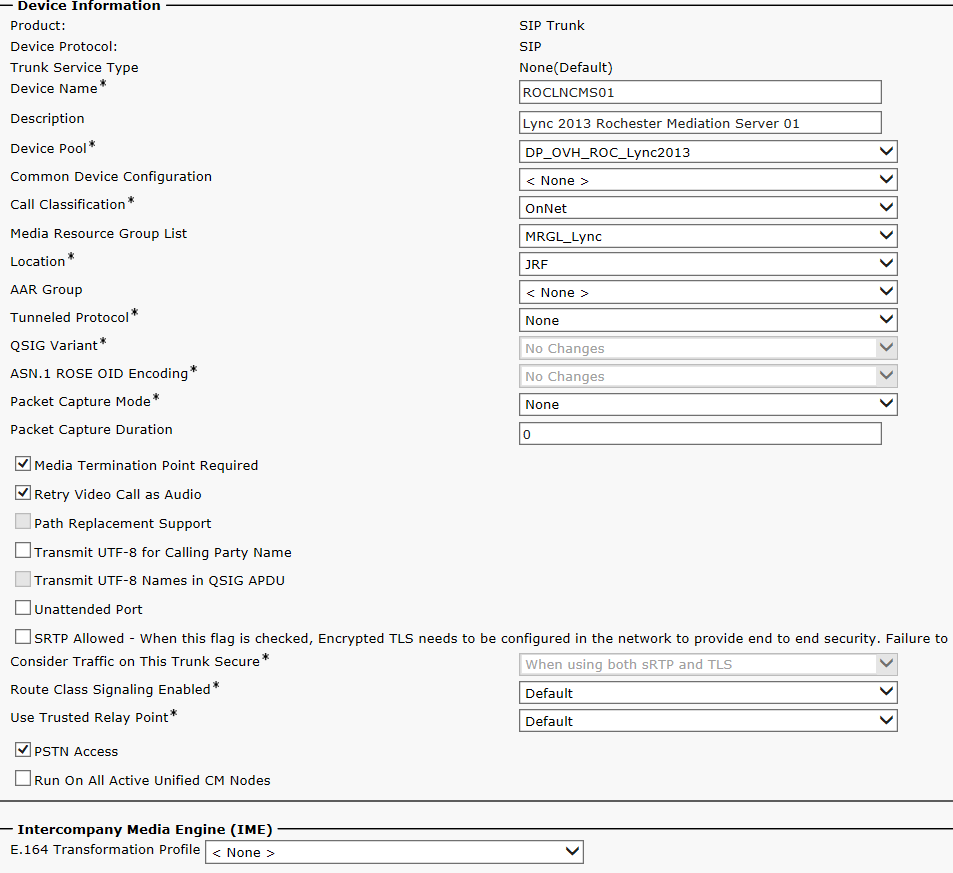 Device Information
Product: SIP Trunk
Device Protocol: SIP
Trunk Service Type None(Default)
Device Name* ROCLNCMS01
Description Lync 2013 Rochester Mediation Server 01
Device Pool* DP_OVH_ROC_Lync2013
Common Device Configuration < None >
Call Classification* OnNet
Media Resource Group List MRGL_Lync
Location* JRF
AAR Group < None >
Tunneled Protocol* None
QSIG Variant* No Changes
ASN.1 ROSE OID Encoding* No Changes
Packet Capture Mode* None
Packet Capture Duration 0
Media Termination Point Required
Retry Video Call as Audio
Path Replacement Support
Transmit UTF-8 for Calling Party Name
Transmit UTF-8 Names in QSIG APDU
Unattended Port
SRTP Allowed - When this flag is checked, Encrypted TLS needs to be configured in the network to provide end to end security. Failure to
Consider Traffic on This Trunk Secure* When using both sRTP and TLS
Route Class Signaling Enabled* Default
Use Trusted Relay Point* Default
PSTN Access
Run On All Active Unified CM Nodes
Intercompany Media Engine (IME)
E.164 Transformation Profile < None >